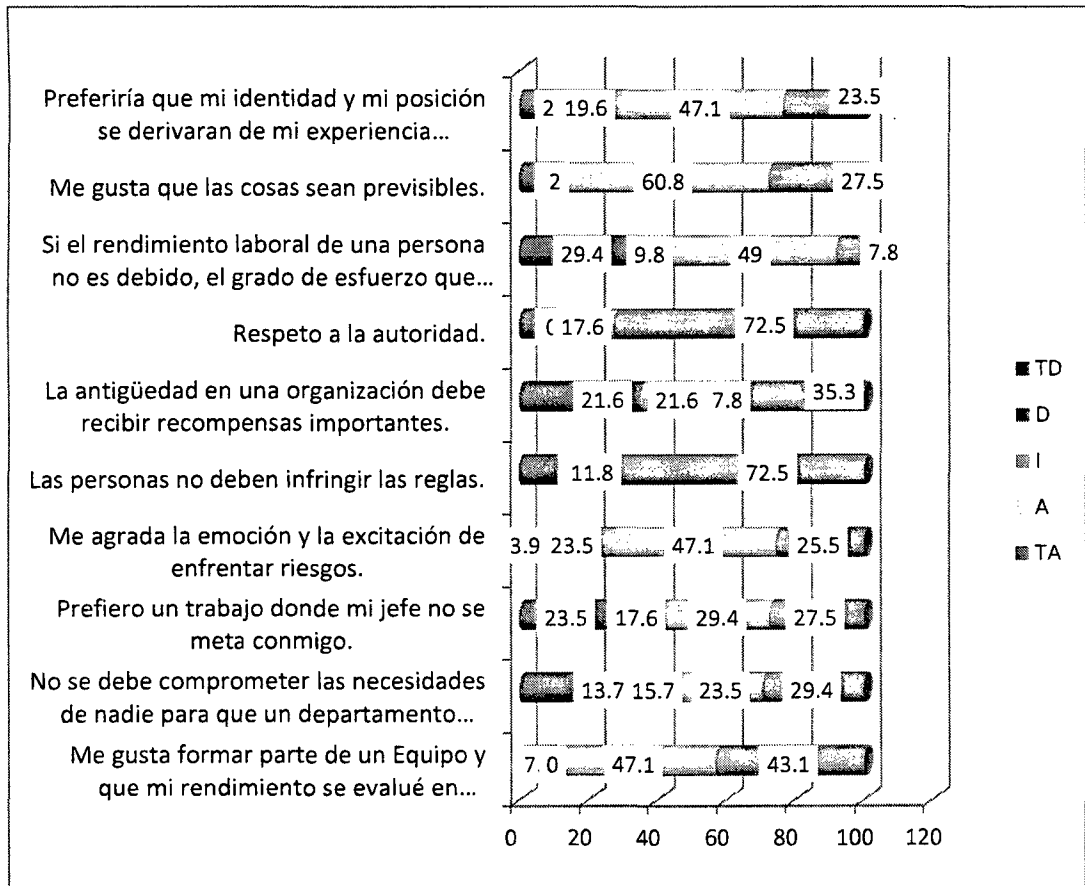 Preferiría que mi identidad y mi posición
se derivaran de mi experiencia...
2 19.6 47.1 23.5
Me gusta que las cosas sean previsibles.
2 60.8 27.5
Si el rendimiento laboral de una persona
no es debido, el grado de esfuerzo que...
29.4 9.8 49 7.8
Respeto a la autoridad.
17.6 72.5
La antigüedad en una organización debe
recibir recompensas importantes.
21.6 21.6 7.8 35.3
Las personas no deben infringir las reglas.
11.8 72.5
Me agrada la emoción y la excitación de
enfrentar riesgos.
3.9 23.5 47.1 25.5
Prefiero un trabajo donde mi jefe no se
meta conmigo.
23.5 17.6 29.4 27.5
No se debe comprometer las necesidades
de nadie para que un departamento...
13.7 15.7 23.5 29.4
Me gusta formar parte de un Equipo y
que mi rendimiento se evalué en...
0 47.1 43.1
0 20 40 60 80 100 120
TD
D
I
A
TA